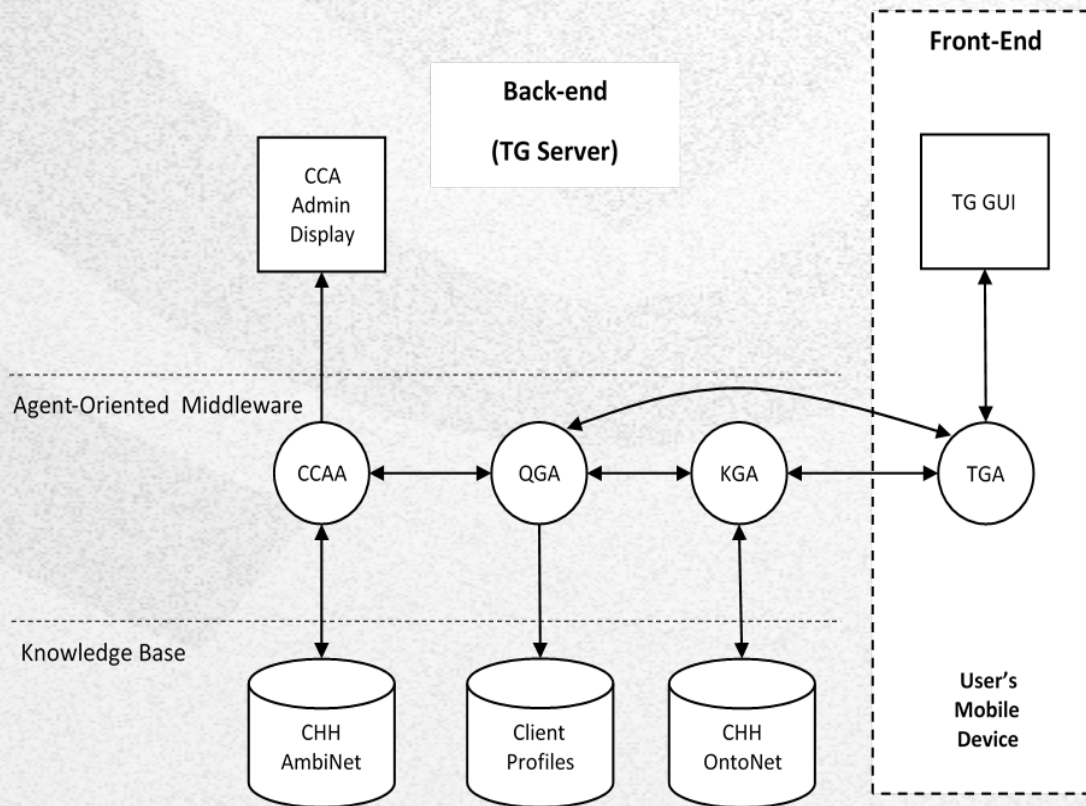 Front-End
Back-end
(TG Server)
CCA
Admin
Display
TG GUI
Agent-Oriented Middleware
CCAA
QGA
KGA
TGA
Knowledge Base
CHH
AmbiNet
Client
Profiles
CHH
OntoNet
User's
Mobile
Device